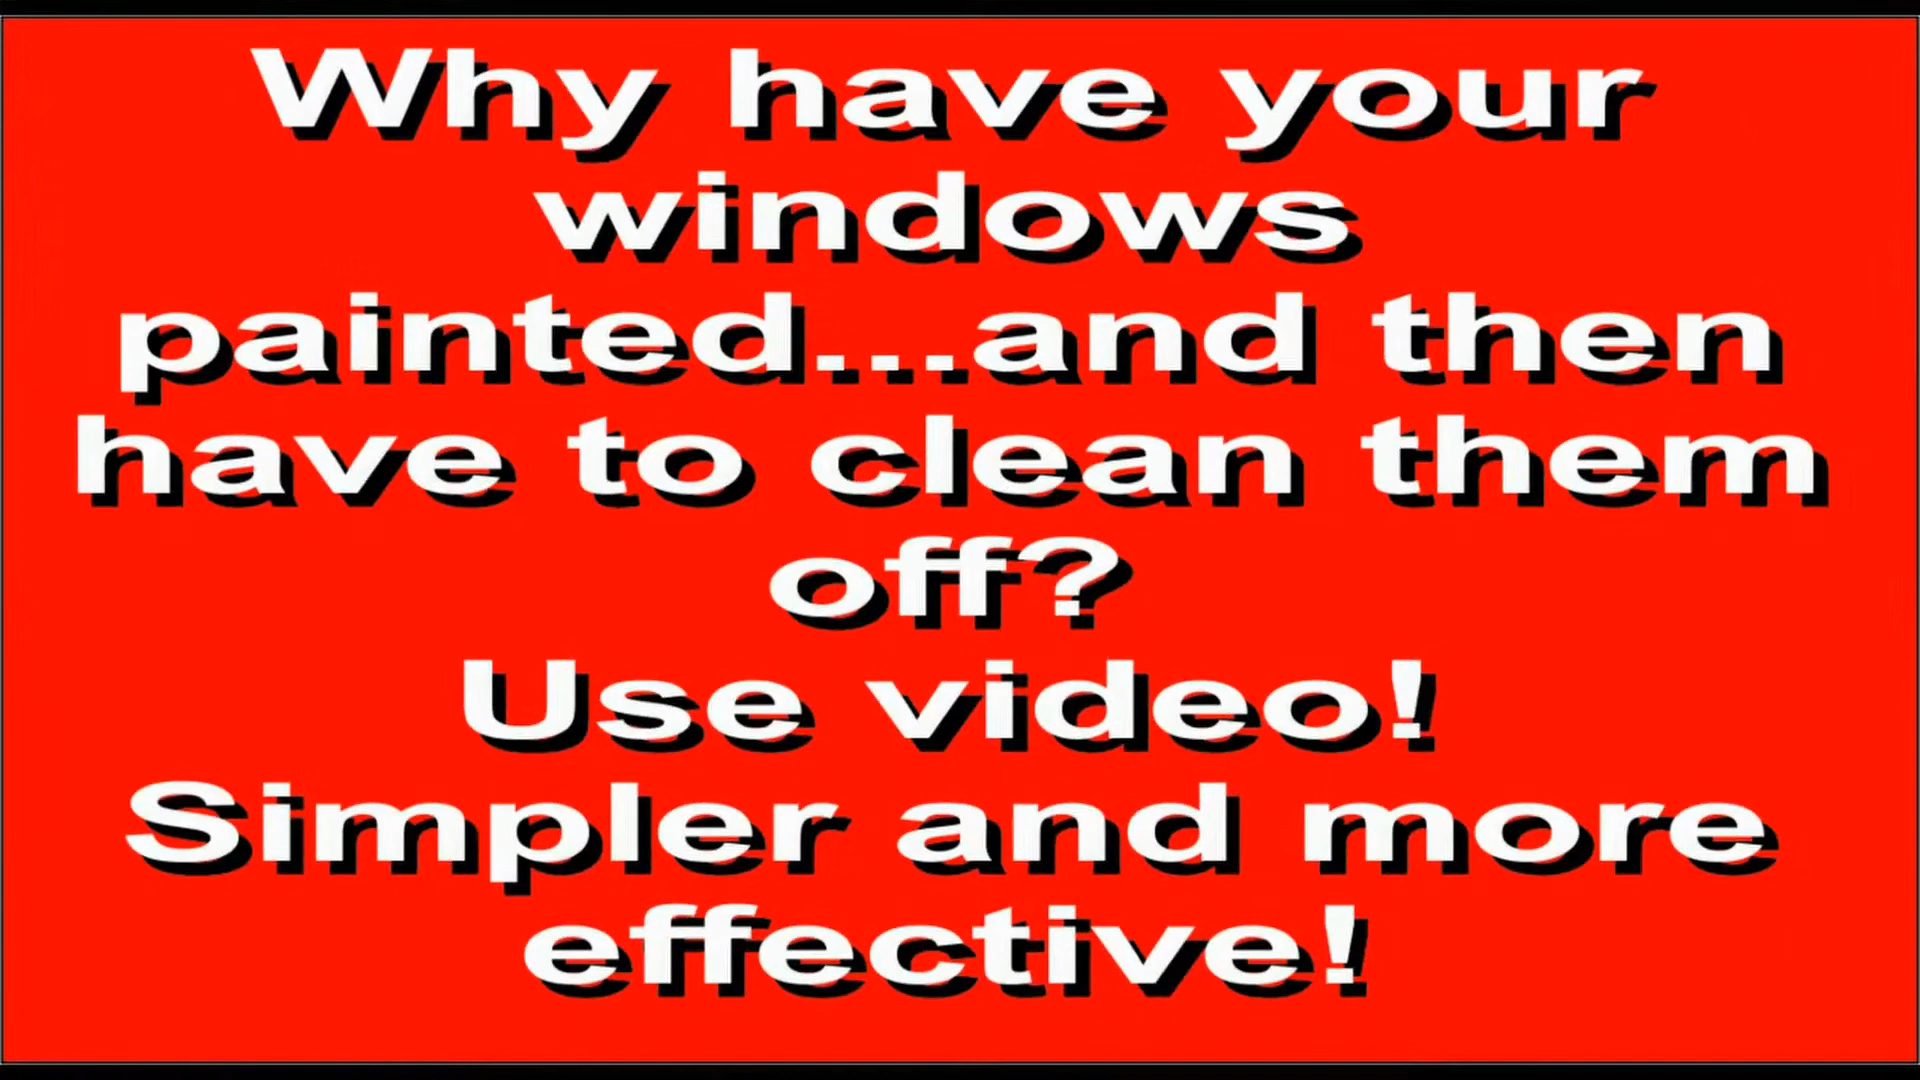 Why have your
windows
painted...and then
have to clean them
off?
Use video!
Simpler and more
effective!